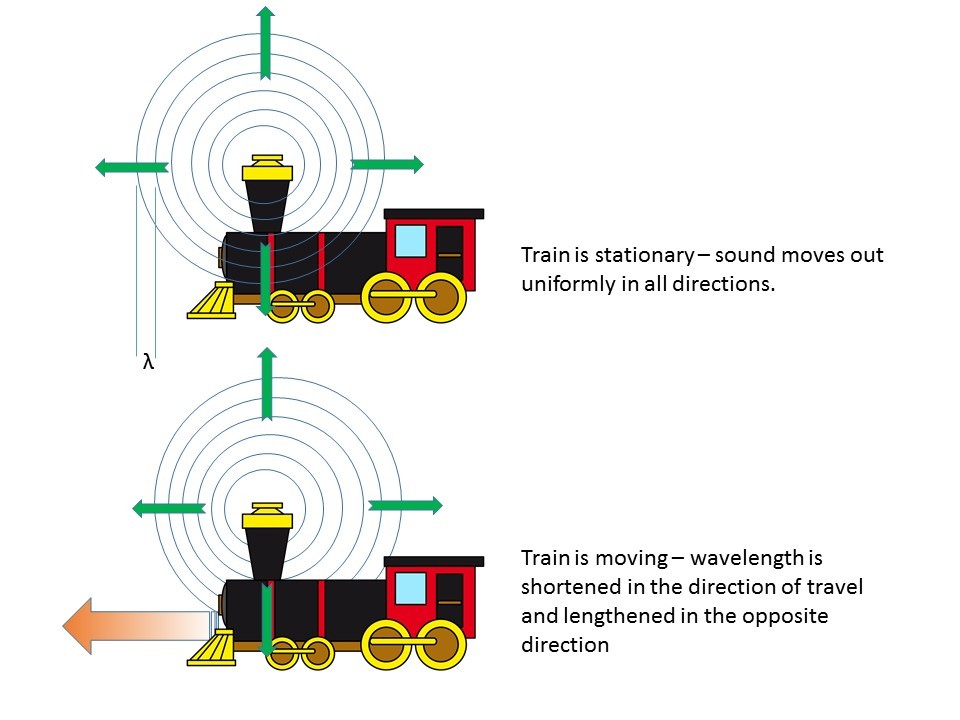 Train is stationary – sound moves out
uniformly in all directions.
λ
Train is moving – wavelength is
shortened in the direction of travel
and lengthened in the opposite
direction